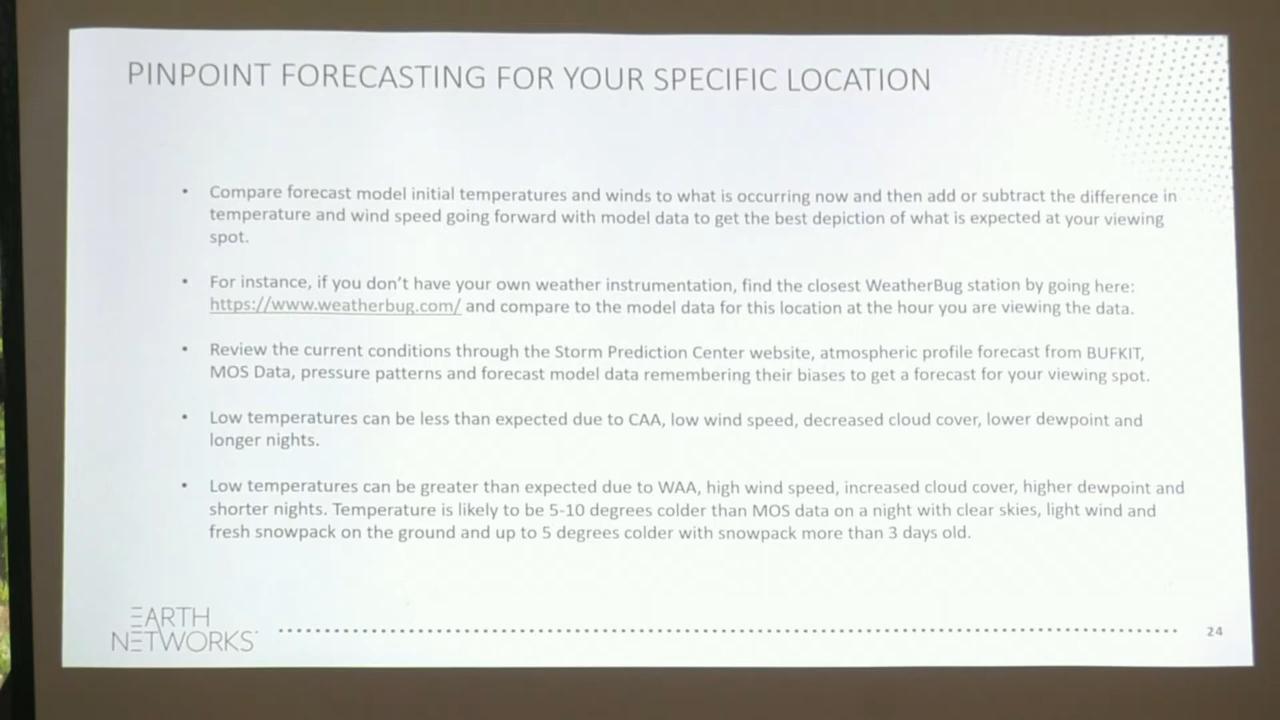 PINPOINT FORECASTING FOR YOUR SPECIFIC LOCATION
• Compare forecast model initial temperatures and winds to what is occurring now and then add or subtract the difference in
temperature and wind speed going forward with model data to get the best depiction of what is expected at your viewing
spot.
• For instance, if you don't have your own weather instrumentation, find the closest WeatherBug station by going here:
https://www.weatherbug.com/ and compare to the model data for this location at the hour you are viewing the data.
• Review the current conditions through the Storm Prediction Center website, atmospheric profile forecast from BUFKIT,
MOS Data, pressure patterns and forecast model data remembering their biases to get a forecast for your viewing spot.
• Low temperatures can be less than expected due to CAA, low wind speed, decreased cloud cover, lower dewpoint and
longer nights.
• Low temperatures can be greater than expected due to WAA, high wind speed, increased cloud cover, higher dewpoint and
shorter nights. Temperature is likely to be 5-10 degrees colder than MOS data on a night with clear skies, light wind and
fresh snowpack on the ground and up to 5 degrees colder with snowpack more than 3 days old.
EARTH
NETWORKS
24